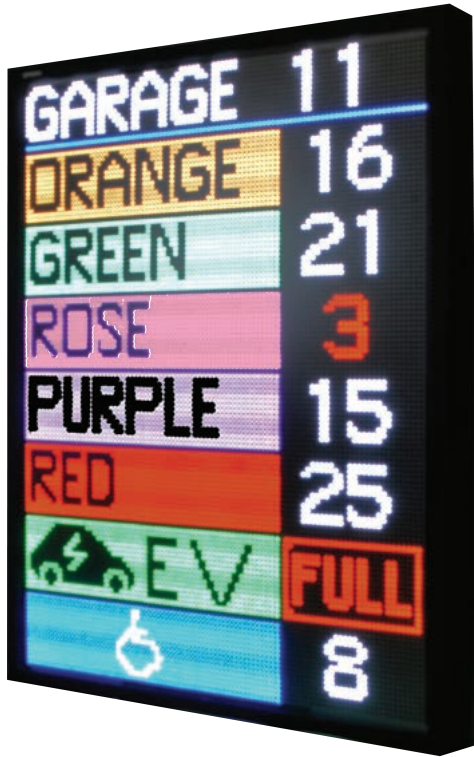 GARAGE 11
ORANGE 16
GREEN 21
ROSE 3
PURPLE 15
RED 25
EV FULL
8